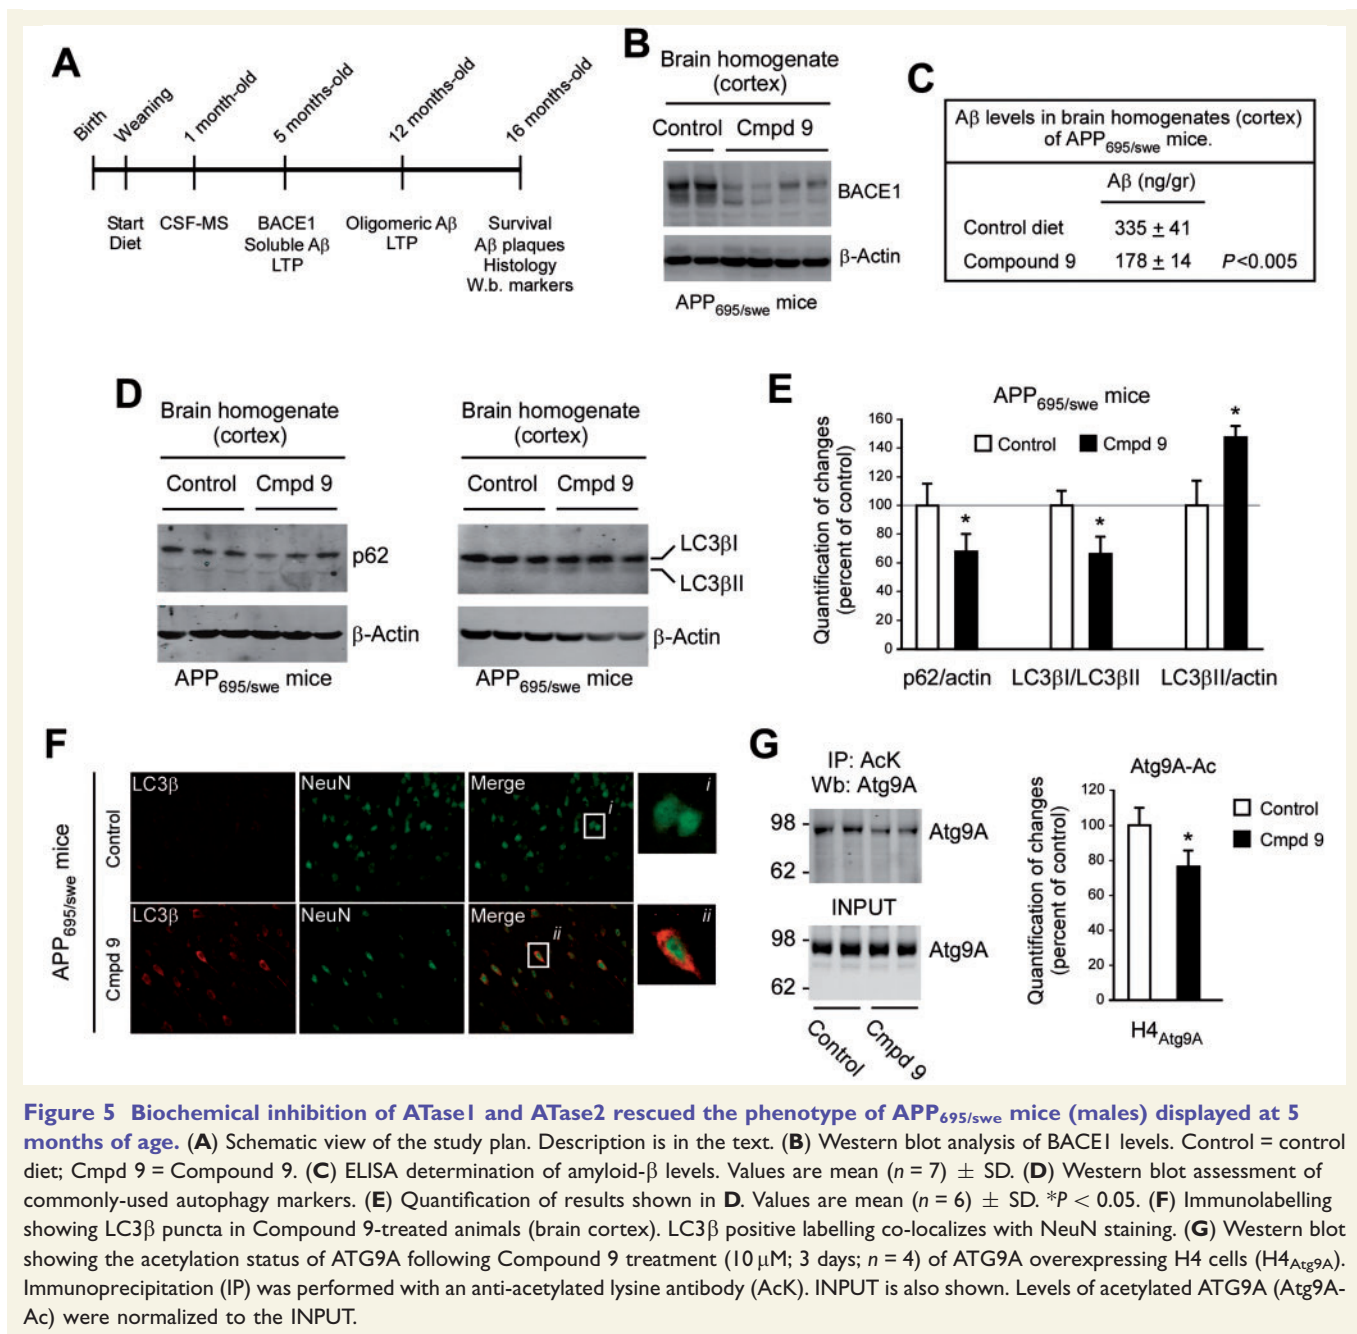 A
Birth
Weaning
1 month-old
5 months-old
12 months-old
16 months-old
Start
Diet
CSF-MS
BACE1
Soluble Aβ
LTP
Oligomeric Aβ
LTP
Survival
Aβ plaques
Histology
W.b. markers
B
Brain homogenate
(cortex)
Control Cmpd 9
BACE1
β-Actin
APP695/swe mice
C
Aβ levels in brain homogenates (cortex)
of APP695/swe mice.
Aβ (ng/gr)
Control diet 335 ± 41
Compound 9 178 ± 14 P<0.005
D
Brain homogenate
(cortex)
Control Cmpd 9
p62
β-Actin
APP695/swe mice
Brain homogenate
(cortex)
Control Cmpd 9
LC3βI
LC3βII
β-Actin
APP695/swe mice
E
APP695/swe mice
Control Cmpd 9
Quantification of changes
(percent of control)
160
140
120
100
80
60
40
20
0
*
*
*
p62/actin LC3βI/LC3βII LC3βII/actin
F
APP695/swe mice
Control
LC3β NeuN Merge i i
Cmpd 9
LC3β NeuN Merge ii ii
G
IP: AcK
Wb: Atg9A
98
62
Atg9A
INPUT
98
62
Atg9A
Control
Cmpd 9
Atg9A-Ac
Quantification of changes
(percent of control)
120
100
80
60
40
20
0
*
Control
Cmpd 9
H4Atg9A
Figure 5 Biochemical inhibition of ATase1 and ATase2 rescued the phenotype of APP695/swe mice (males) displayed at 5
months of age. (A) Schematic view of the study plan. Description is in the text. (B) Western blot analysis of BACE1 levels. Control = control
diet; Cmpd 9 = Compound 9. (C) ELISA determination of amyloid-β levels. Values are mean (n = 7) ± SD. (D) Western blot assessment of
commonly-used autophagy markers. (E) Quantification of results shown in D. Values are mean (n = 6) ± SD. *P < 0.05. (F) Immunolabelling
showing LC3β puncta in Compound 9-treated animals (brain cortex). LC3β positive labelling co-localizes with NeuN staining. (G) Western blot
showing the acetylation status of ATG9A following Compound 9 treatment (10 μM; 3 days; n = 4) of ATG9A overexpressing H4 cells (H4Atg9A).
Immunoprecipitation (IP) was performed with an anti-acetylated lysine antibody (AcK). INPUT is also shown. Levels of acetylated ATG9A (Atg9A-
Ac) were normalized to the INPUT.